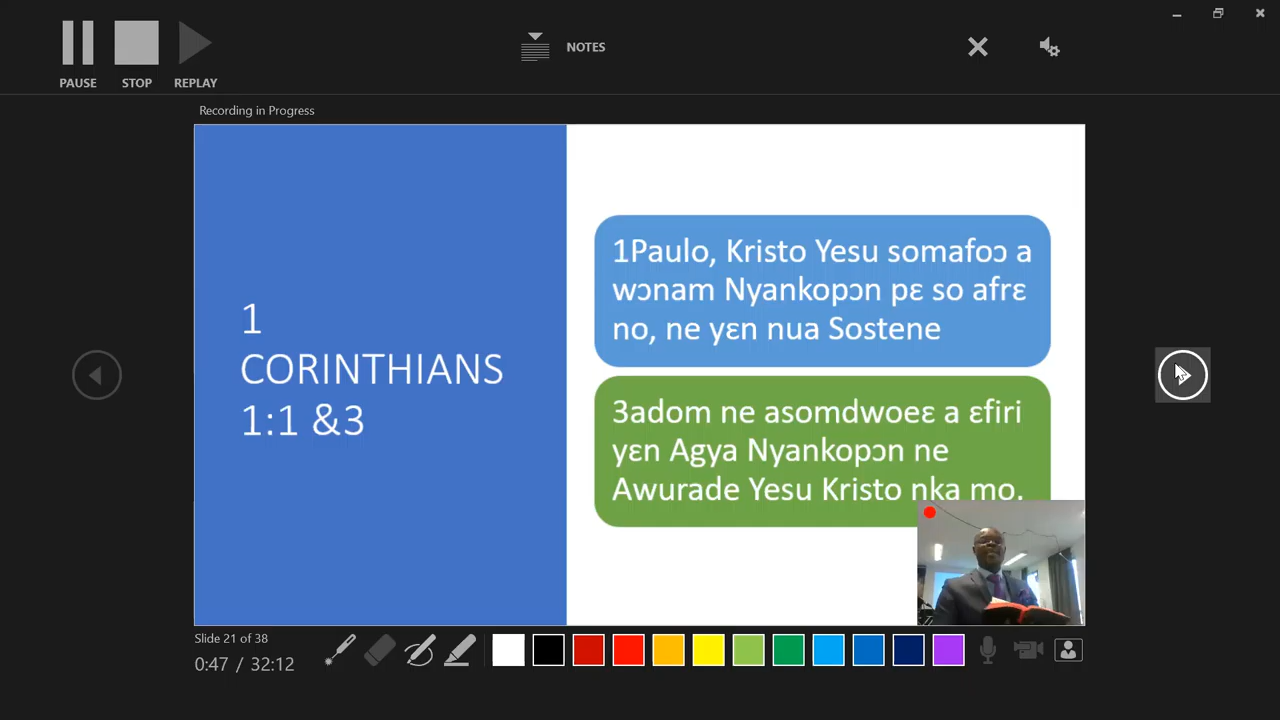 PAUSE
STOP
REPLAY
NOTES
Recording in Progress
1
CORINTHIANS
1:1 &3
1Paulo, Kristo Yesu somafoɔ a
wɔnam Nyankopɔn pɛ so afrɛ
no, ne yɛn nua Sostene
3adom ne asomdwoeɛ a ɛfiri
yɛn Agya Nyankopɔn ne
Awurade Yesu Kristo nka mo.
Slide 21 of 38
0:47 / 32:12